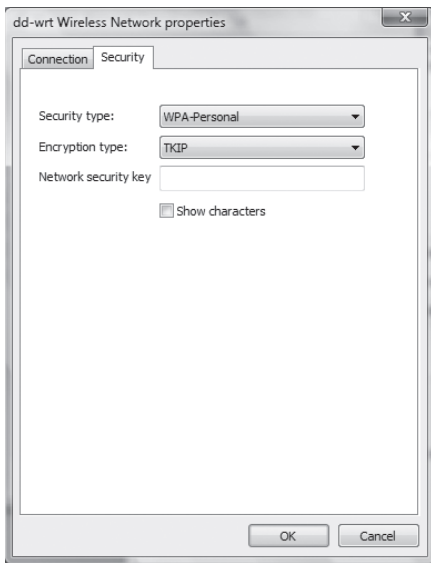 dd-wrt Wireless Network properties
X
Connection Security
Security type: WPA-Personal
Encryption type: TKIP
Network security key
Show characters
OK Cancel